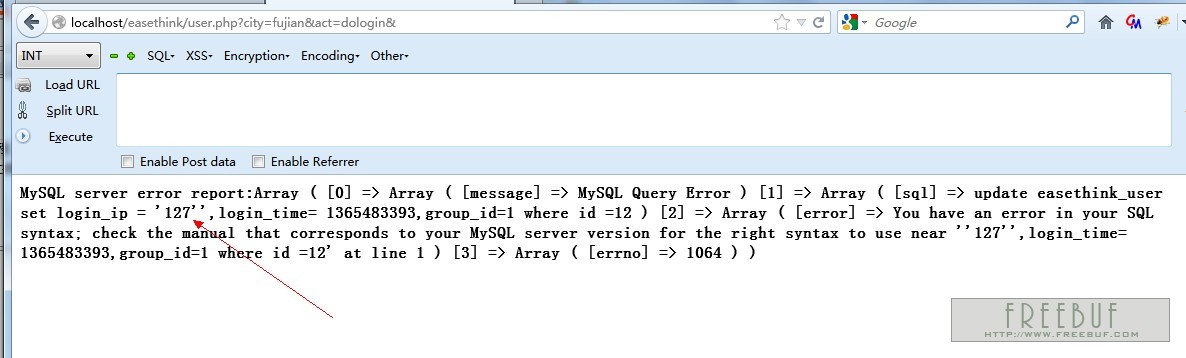 localhost/easethink/user.php?city=fujian&act=dologin&
Google
INT
SQL- XSS- Encryption- Encoding- Other-
Load URL
Split URL
Execute
Enable Post data Enable Referrer
MySQL server error report:Array ( [0] => Array ( [message] => MySQL Query Error ) [1] => Array ( [sql] => update easethink_user
set login_ip = '127'',login_time= 1365483393,group_id=1 where id =12 ) [2] => Array ( [error] => You have an error in your SQL
syntax; check the manual that corresponds to your MySQL server version for the right syntax to use near ''127'',login_time=
1365483393,group_id=1 where id =12' at line 1 ) [3] => Array ( [errno] => 1064 ) )
FREEBUF
HTTP://WWW.FREEBUF.COM